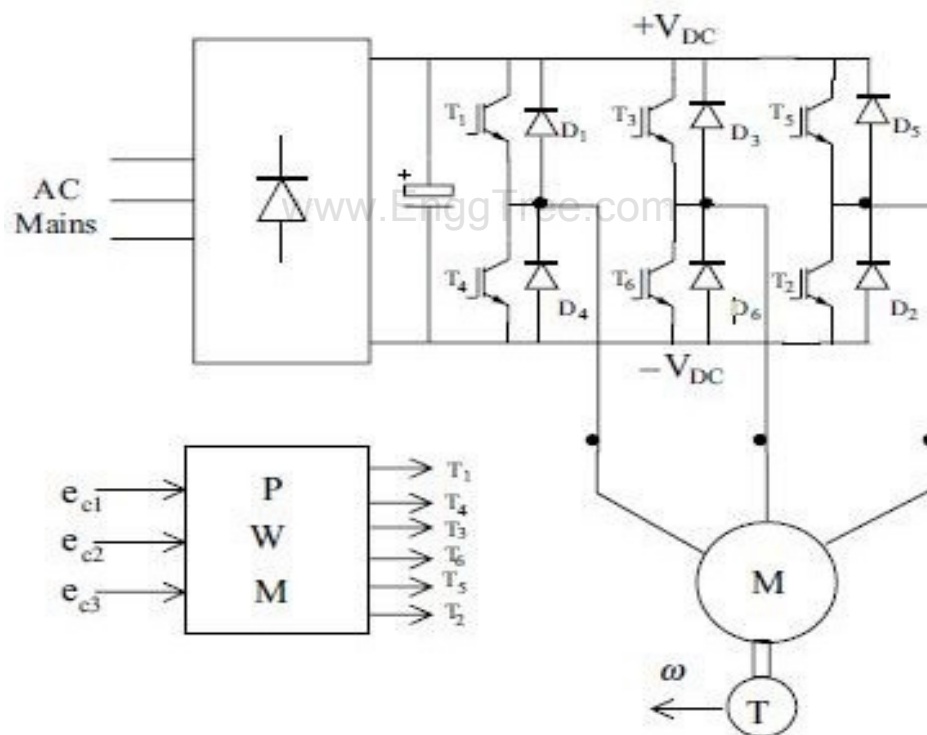 +V_DC
T₁
D₁
T₃
D₃
T₅
D₅
AC
Mains
+
www.EnggTree.com
T₄
D₄
T₆
D₆
T₂
D₂
−V_DC
e_c1
e_c2
e_c3
P
W
M
T₁
T₄
T₃
T₆
T₅
T₂
M
ω
T